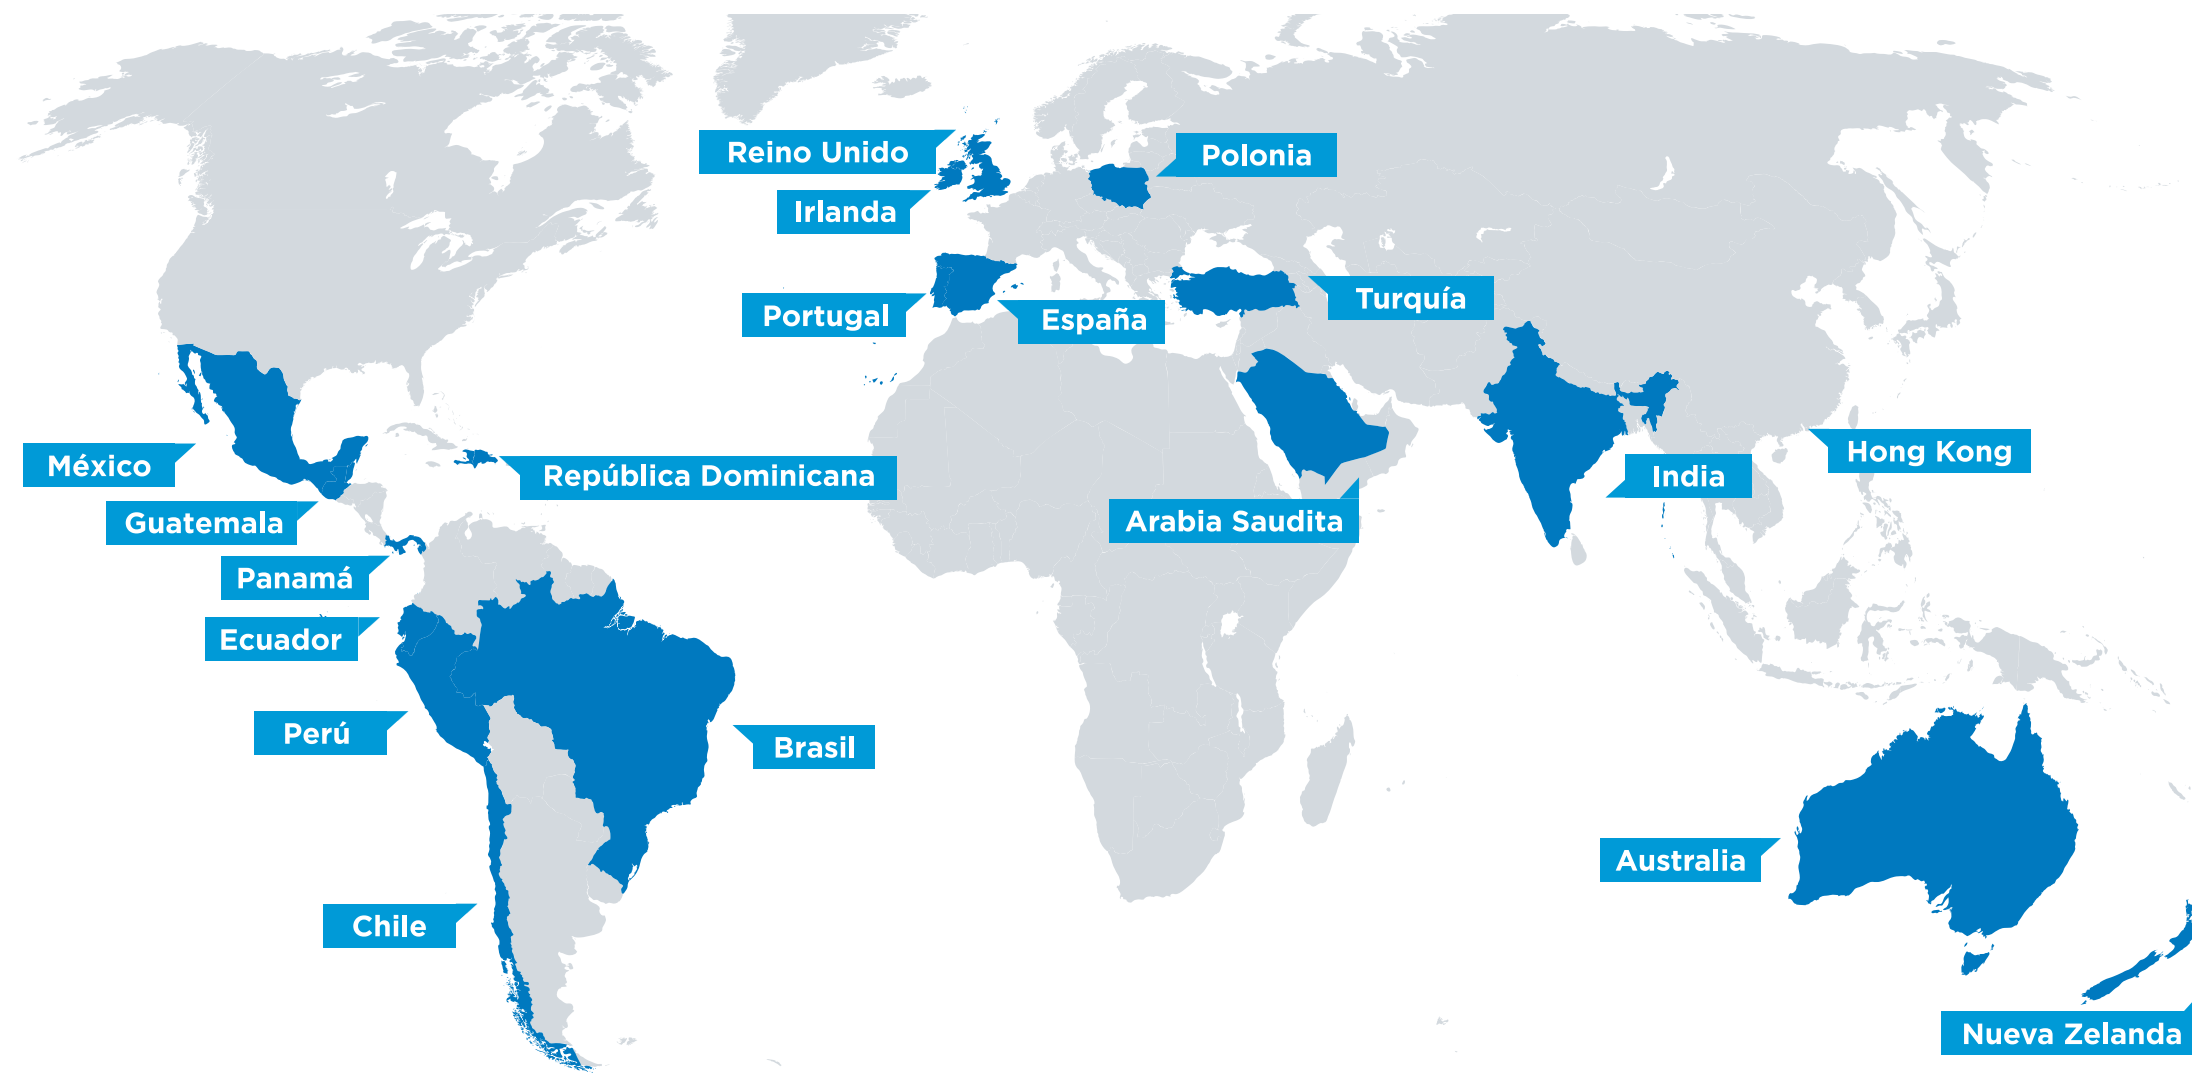 Reino Unido
Polonia
Irlanda
Turquía
Portugal
España
Hong Kong
México
República Dominicana
India
Guatemala
Arabia Saudita
Panamá
Ecuador
Perú
Brasil
Australia
Chile
Nueva Zelanda